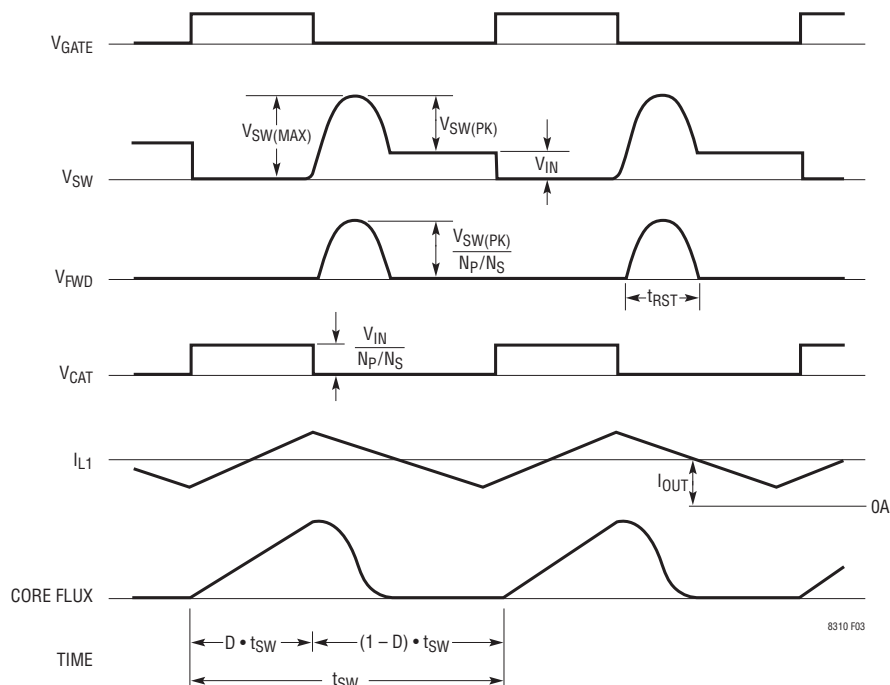 VGATE
VSW(MAX)
VSW(PK)
VIN
VSW
VSW(PK)
NP/NS
VFWD
tRST
VIN
NP/NS
VCAT
IL1
IOUT
0A
CORE FLUX
8310 F03
D • tSW
(1 – D) • tSW
TIME
tSW